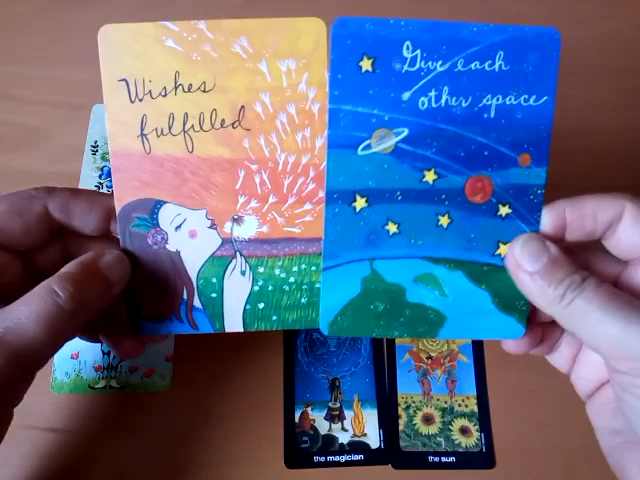 Wishes
fulfilled
Give each
other space
the magician
the sun